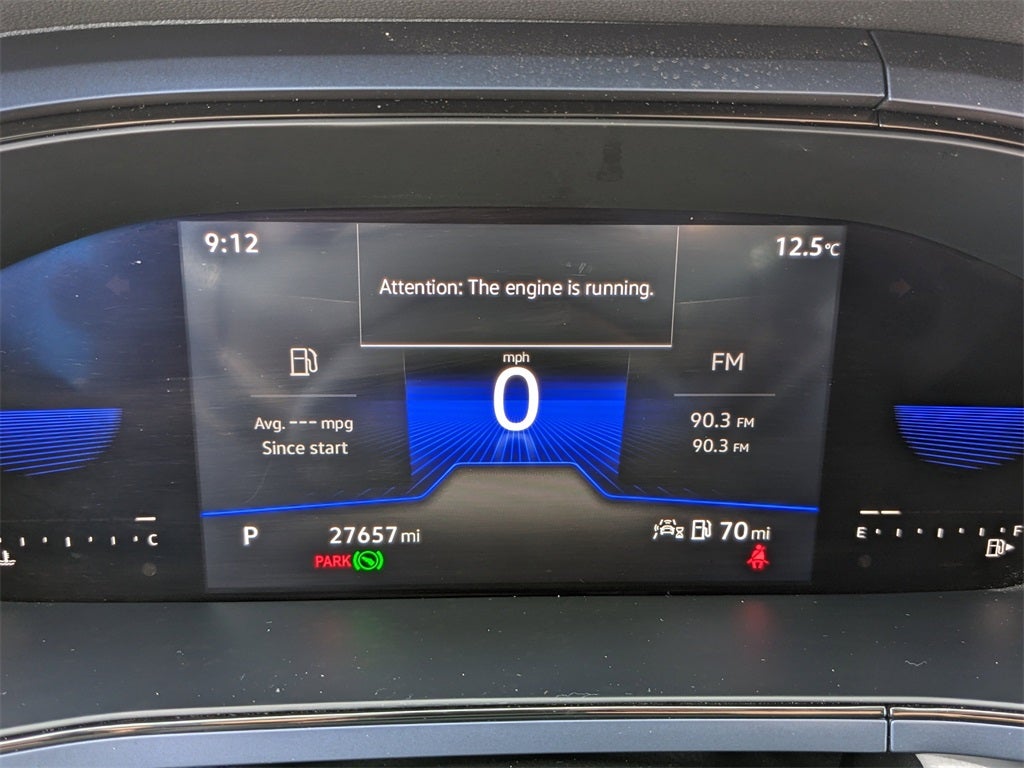 9:12
Attention: The engine is running.
12.5°C
mph
0
FM
Avg. --- mpg
Since start
90.3 FM
90.3 FM
P
27657 mi
70 mi
PARK
C
E
F